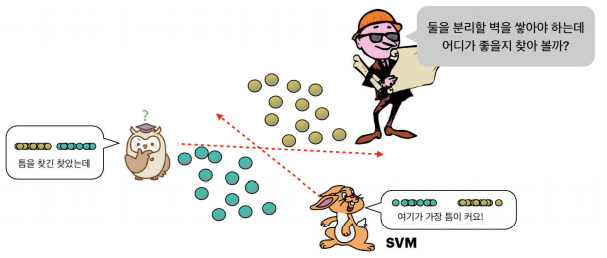 둘을 분리할 벽을 쌓아야 하는데
어디가 좋을지 찾아 볼까?
?
틈을 찾긴 찾았는데
여기가 가장 틈이 커요!
SVM